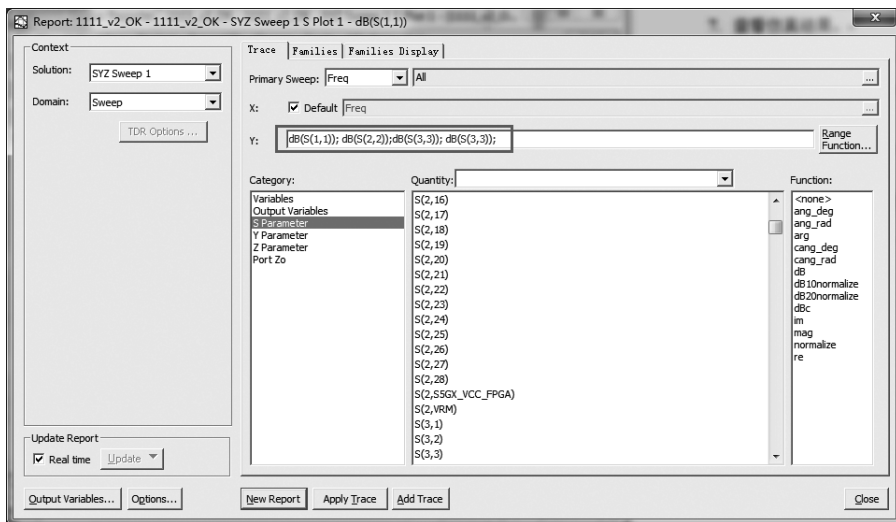 Report: 1111_v2_OK - 1111_v2_OK - SYZ Sweep 1 S Plot 1 - dB(S(1,1))
Context
Solution: SYZ Sweep 1
Domain: Sweep
TDR Options ...
Update Report
Real time Update
Output Variables... Options...
Trace Families Families Display
Primary Sweep: Freq All ...
X: Default Freq ...
Y: dB(S(1,1)); dB(S(2,2));dB(S(3,3)); dB(S(3,3)); Range Function...
Category:
Variables
Output Variables
S Parameter
Y Parameter
Z Parameter
Port Zo
Quantity:
S(2,16)
S(2,17)
S(2,18)
S(2,19)
S(2,20)
S(2,21)
S(2,22)
S(2,23)
S(2,24)
S(2,25)
S(2,26)
S(2,27)
S(2,28)
S(2,S5GX_VCC_FPGA)
S(2,VRM)
S(3,1)
S(3,2)
S(3,3)
Function:
<none>
ang_deg
ang_rad
arg
cang_deg
cang_rad
dB
dB10normalize
dB20normalize
dBc
im
mag
normalize
re
New Report Apply Trace Add Trace Close